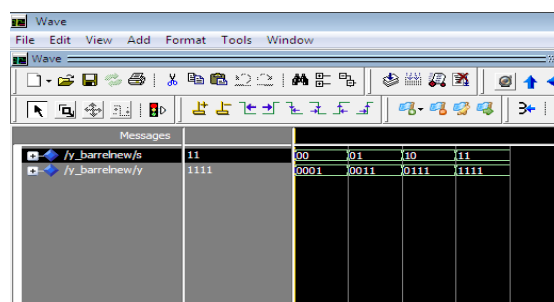 Wave
File Edit View Add Format Tools Window
Wave
Messages
/y_barrelnew/s 11 00 01 10 11
/y_barrelnew/y 1111 0001 0011 0111 1111